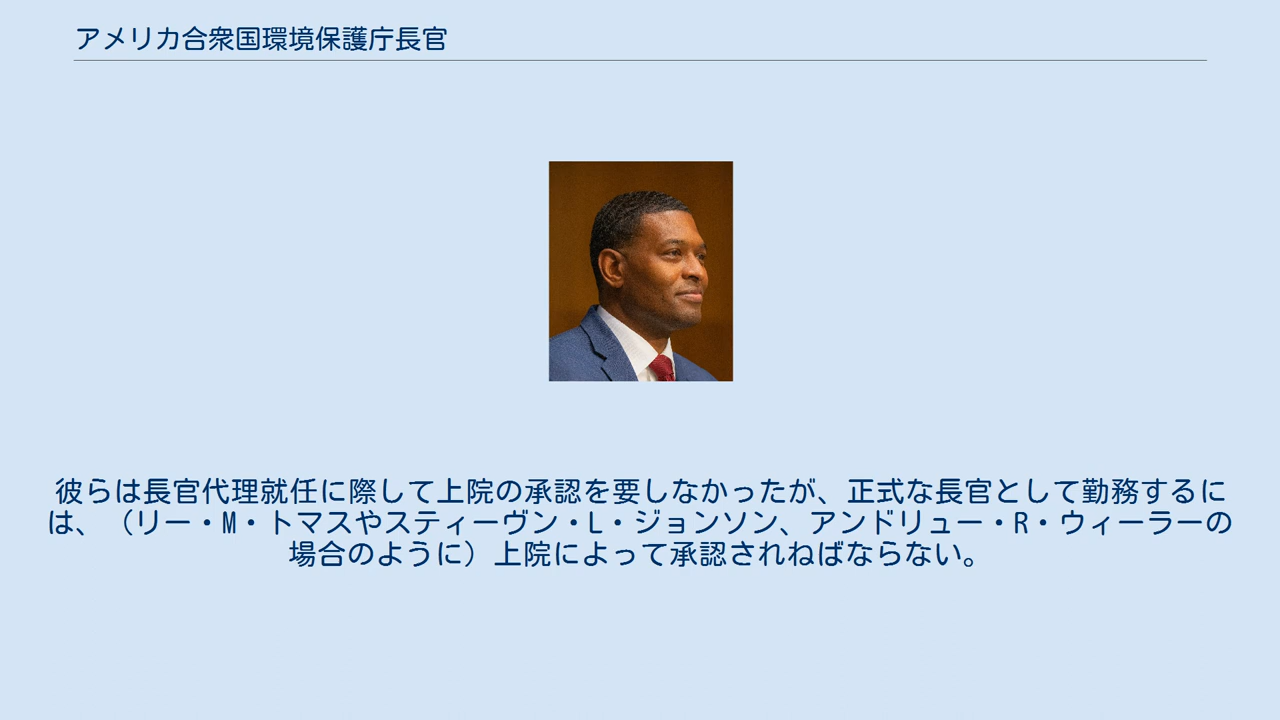 アメリカ合衆国環境保護庁長官
彼らは長官代理就任に際して上院の承認を要しなかったが、正式な長官として勤務するに
は、（リー・M・トマスやスティーヴン・L・ジョンソン、アンドリュー・R・ウィーラーの
場合のように）上院によって承認されねばならない。